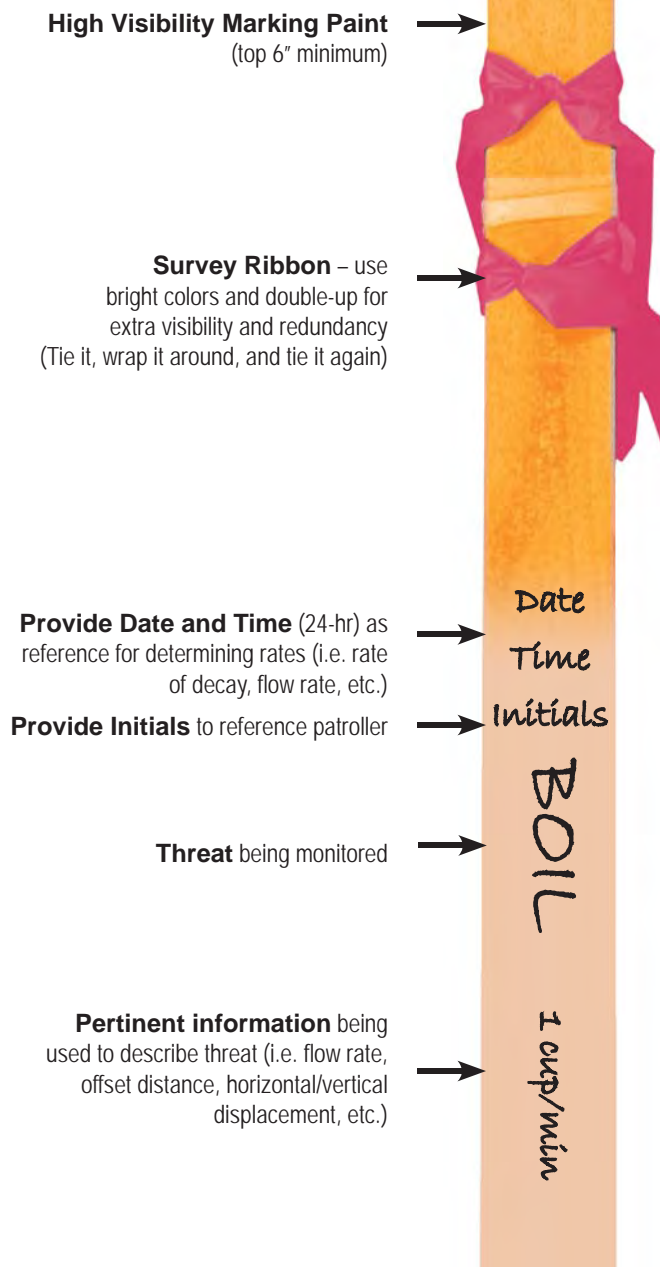 High Visibility Marking Paint
(top 6″ minimum)
Survey Ribbon – use
bright colors and double-up for
extra visibility and redundancy
(Tie it, wrap it around, and tie it again)
Provide Date and Time (24-hr) as
reference for determining rates (i.e. rate
of decay, flow rate, etc.)
Provide Initials to reference patroller
Threat being monitored
Pertinent information being
used to describe threat (i.e. flow rate,
offset distance, horizontal/vertical
displacement, etc.)
Date
Time
Initials
BOIL
1 cup/min